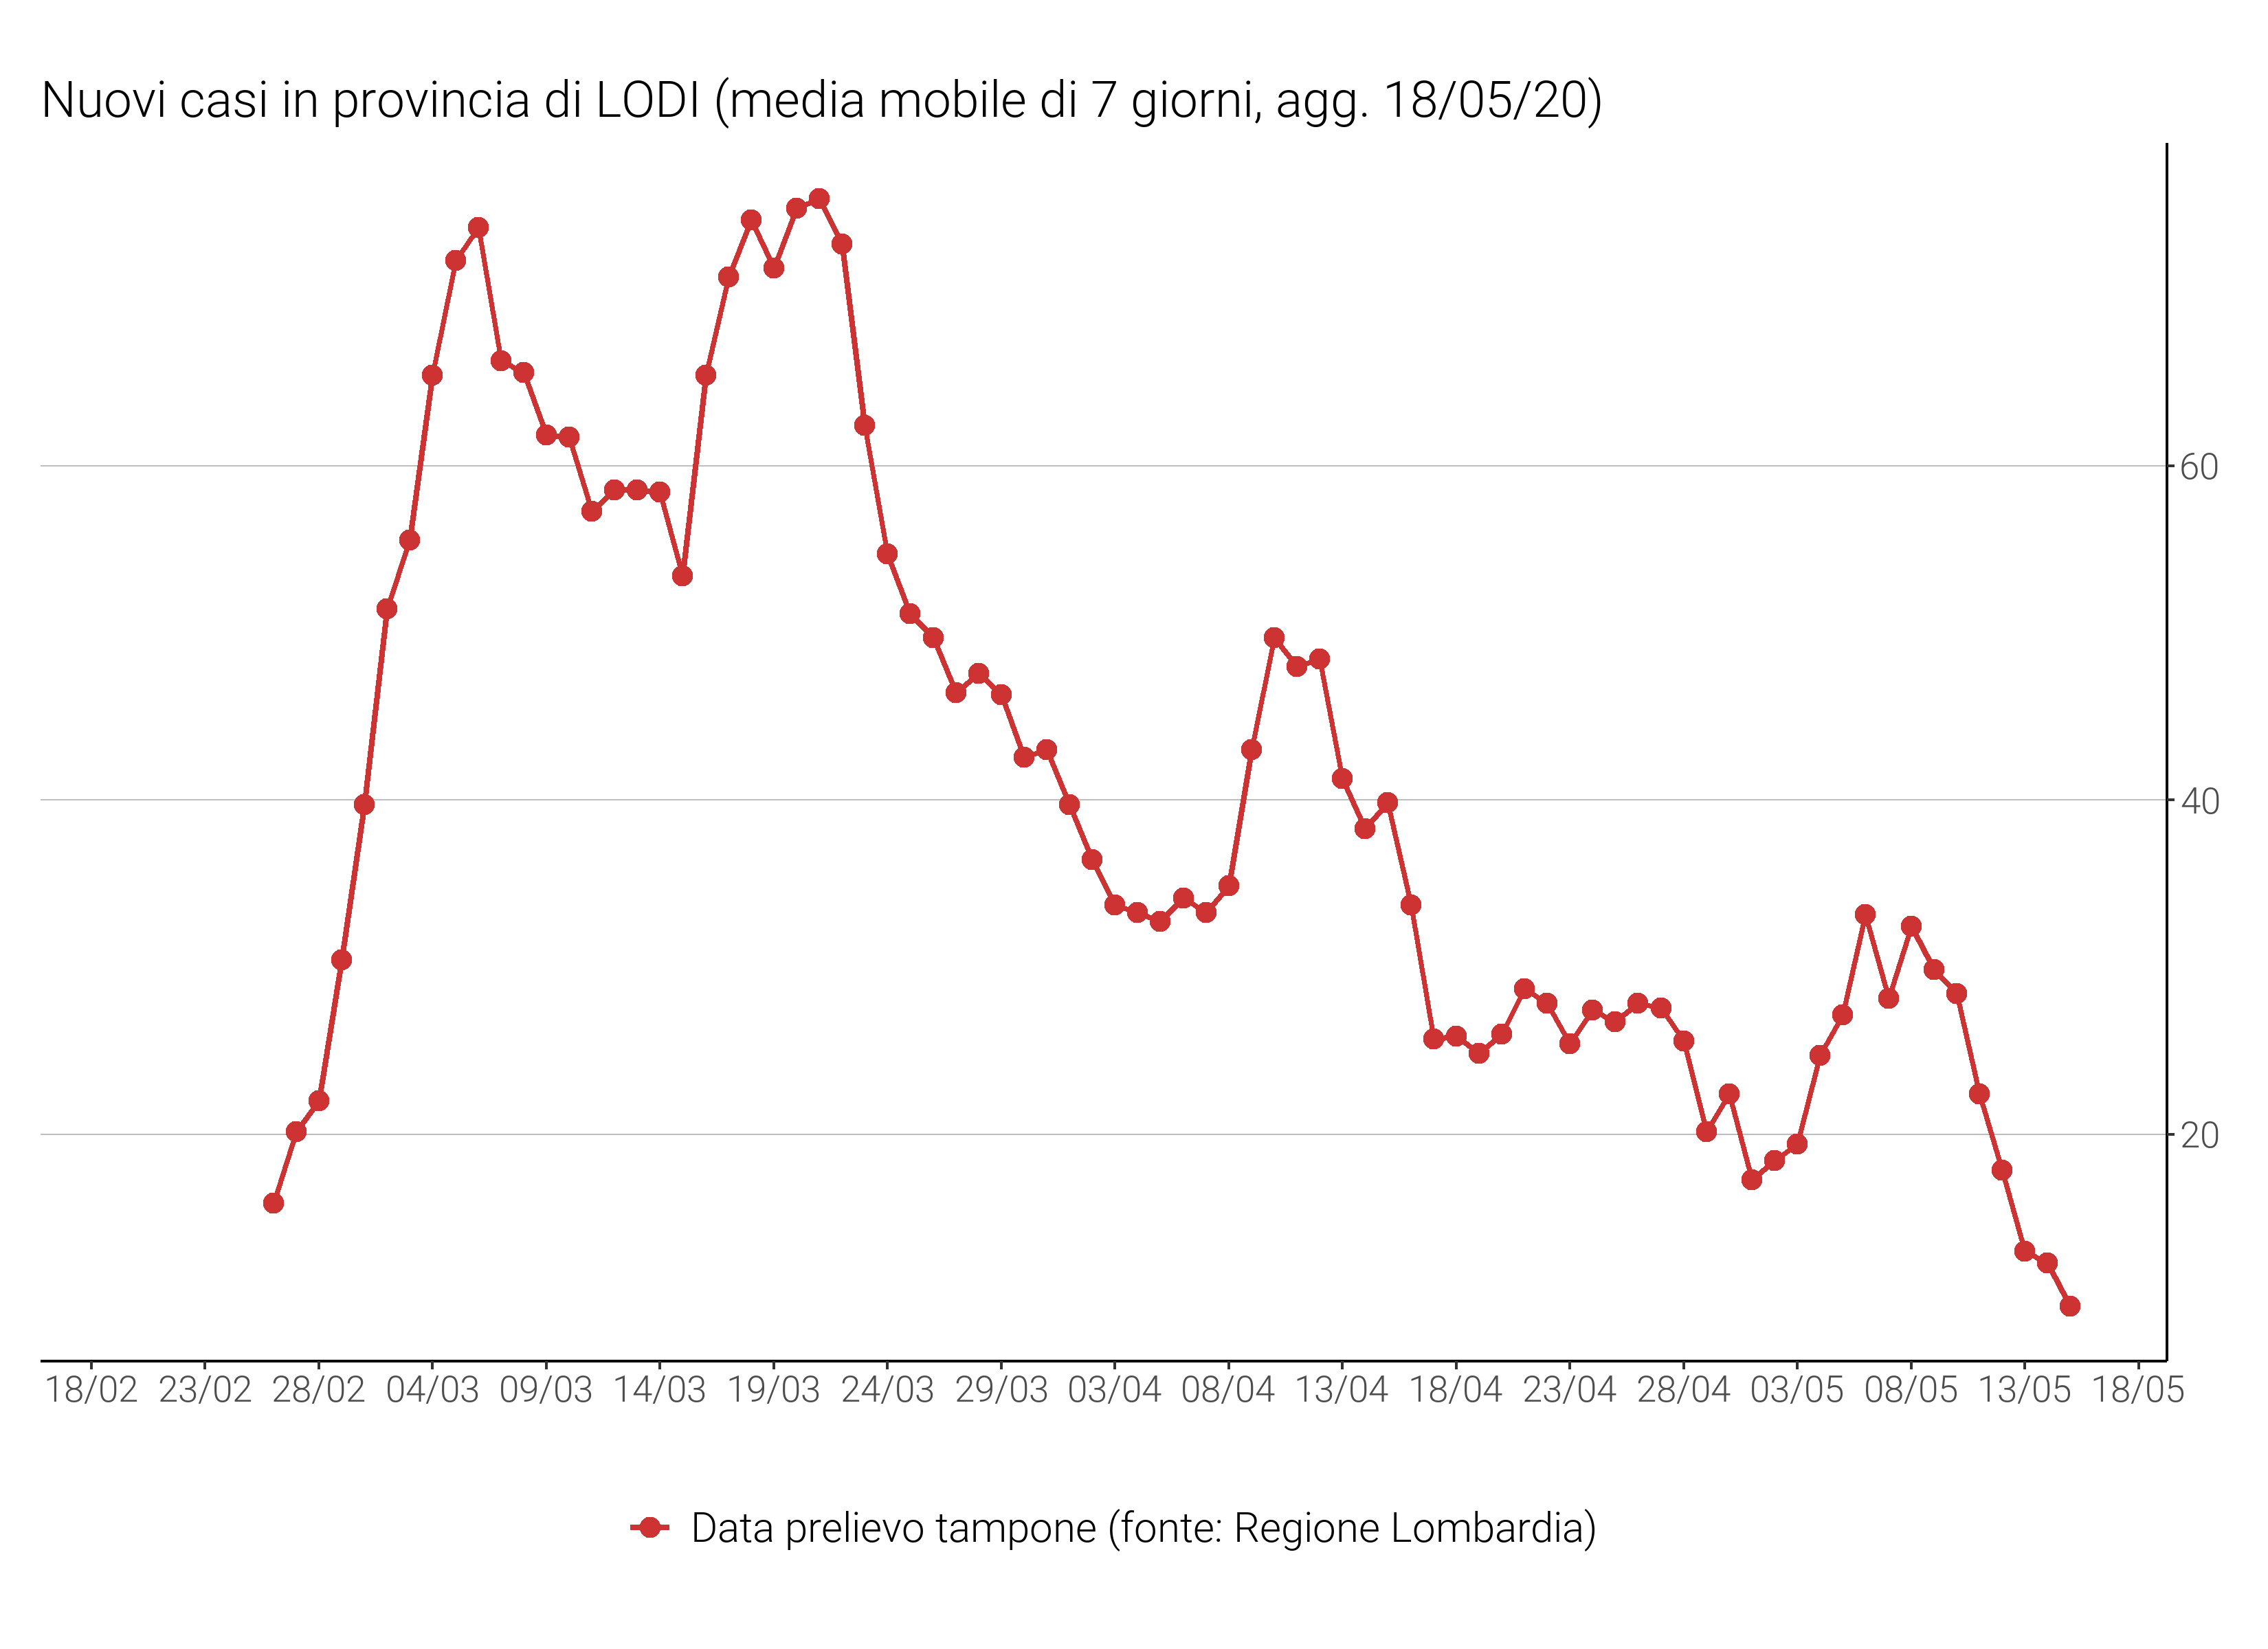 Nuovi casi in provincia di LODI (media mobile di 7 giorni, agg. 18/05/20)
60
40
20
18/02 23/02 28/02 04/03 09/03 14/03 19/03 24/03 29/03 03/04 08/04 13/04 18/04 23/04 28/04 03/05 08/05 13/05 18/05
Data prelievo tampone (fonte: Regione Lombardia)